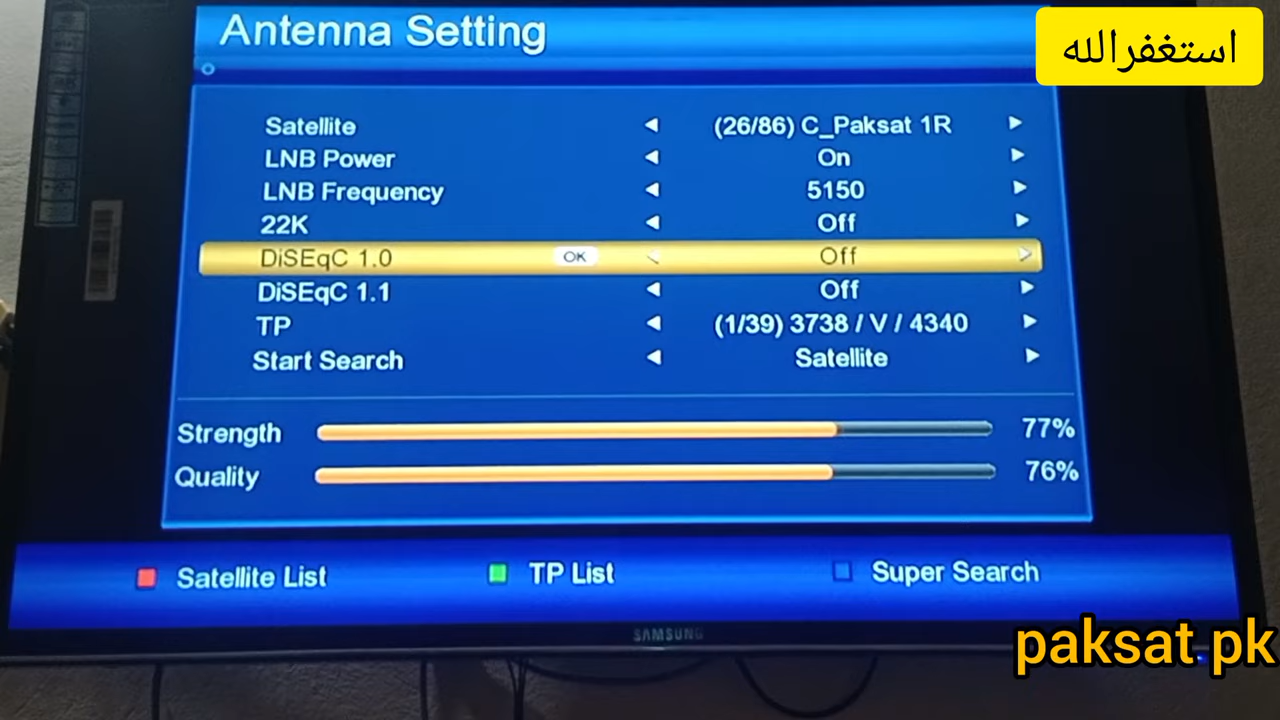 Antenna Setting
استغفرالله
Satellite (26/86) C_Paksat 1R
LNB Power On
LNB Frequency 5150
22K Off
DiSEqC 1.0 OK Off
DiSEqC 1.1 Off
TP (1/39) 3738 / V / 4340
Start Search Satellite
Strength 77%
Quality 76%
Satellite List TP List Super Search
SAMSUNG
paksat pk